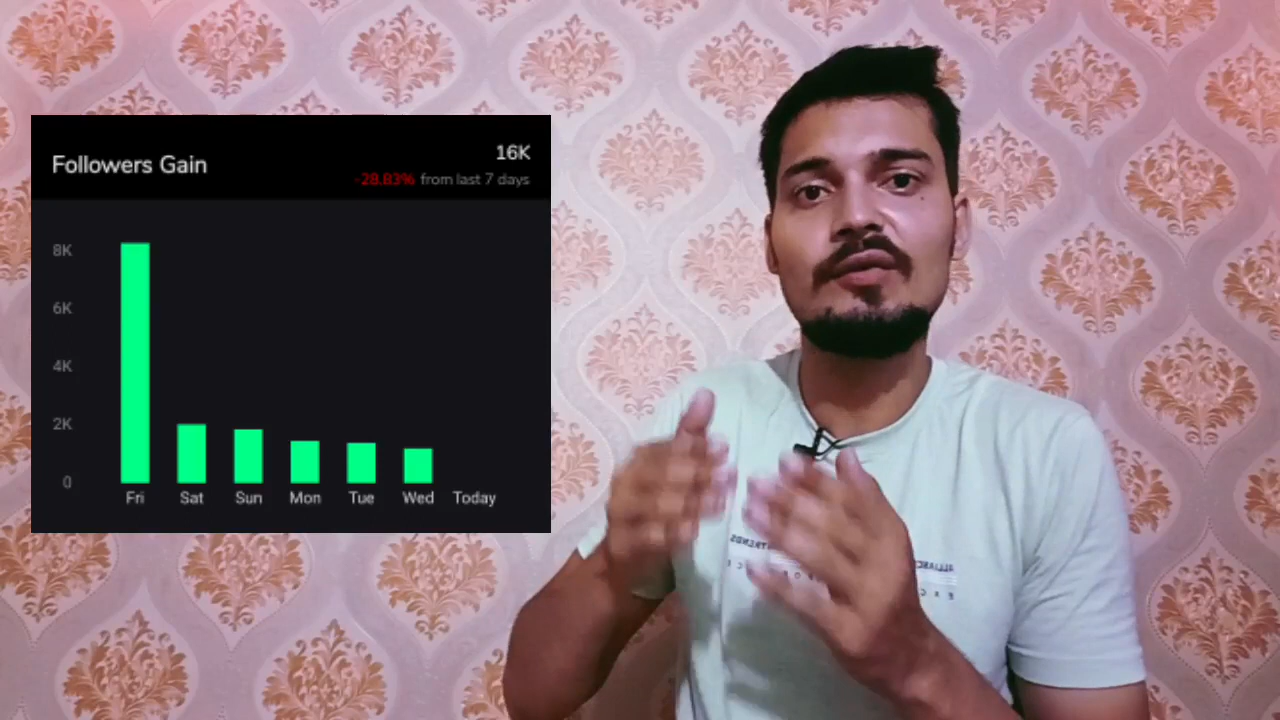 Followers Gain
16K
-28.83% from last 7 days
8K
6K
4K
2K
0
Fri Sat Sun Mon Tue Wed Today